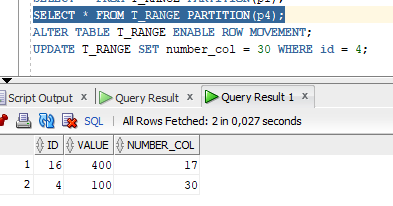 SELECT * FROM T_RANGE PARTITION(p4);
ALTER TABLE T_RANGE ENABLE ROW MOVEMENT;
UPDATE T_RANGE SET number_col = 30 WHERE id = 4;
Script Output × Query Result × Query Result 1 ×
SQL | All Rows Fetched: 2 in 0,027 seconds
ID VALUE NUMBER_COL
1 16 400 17
2 4 100 30